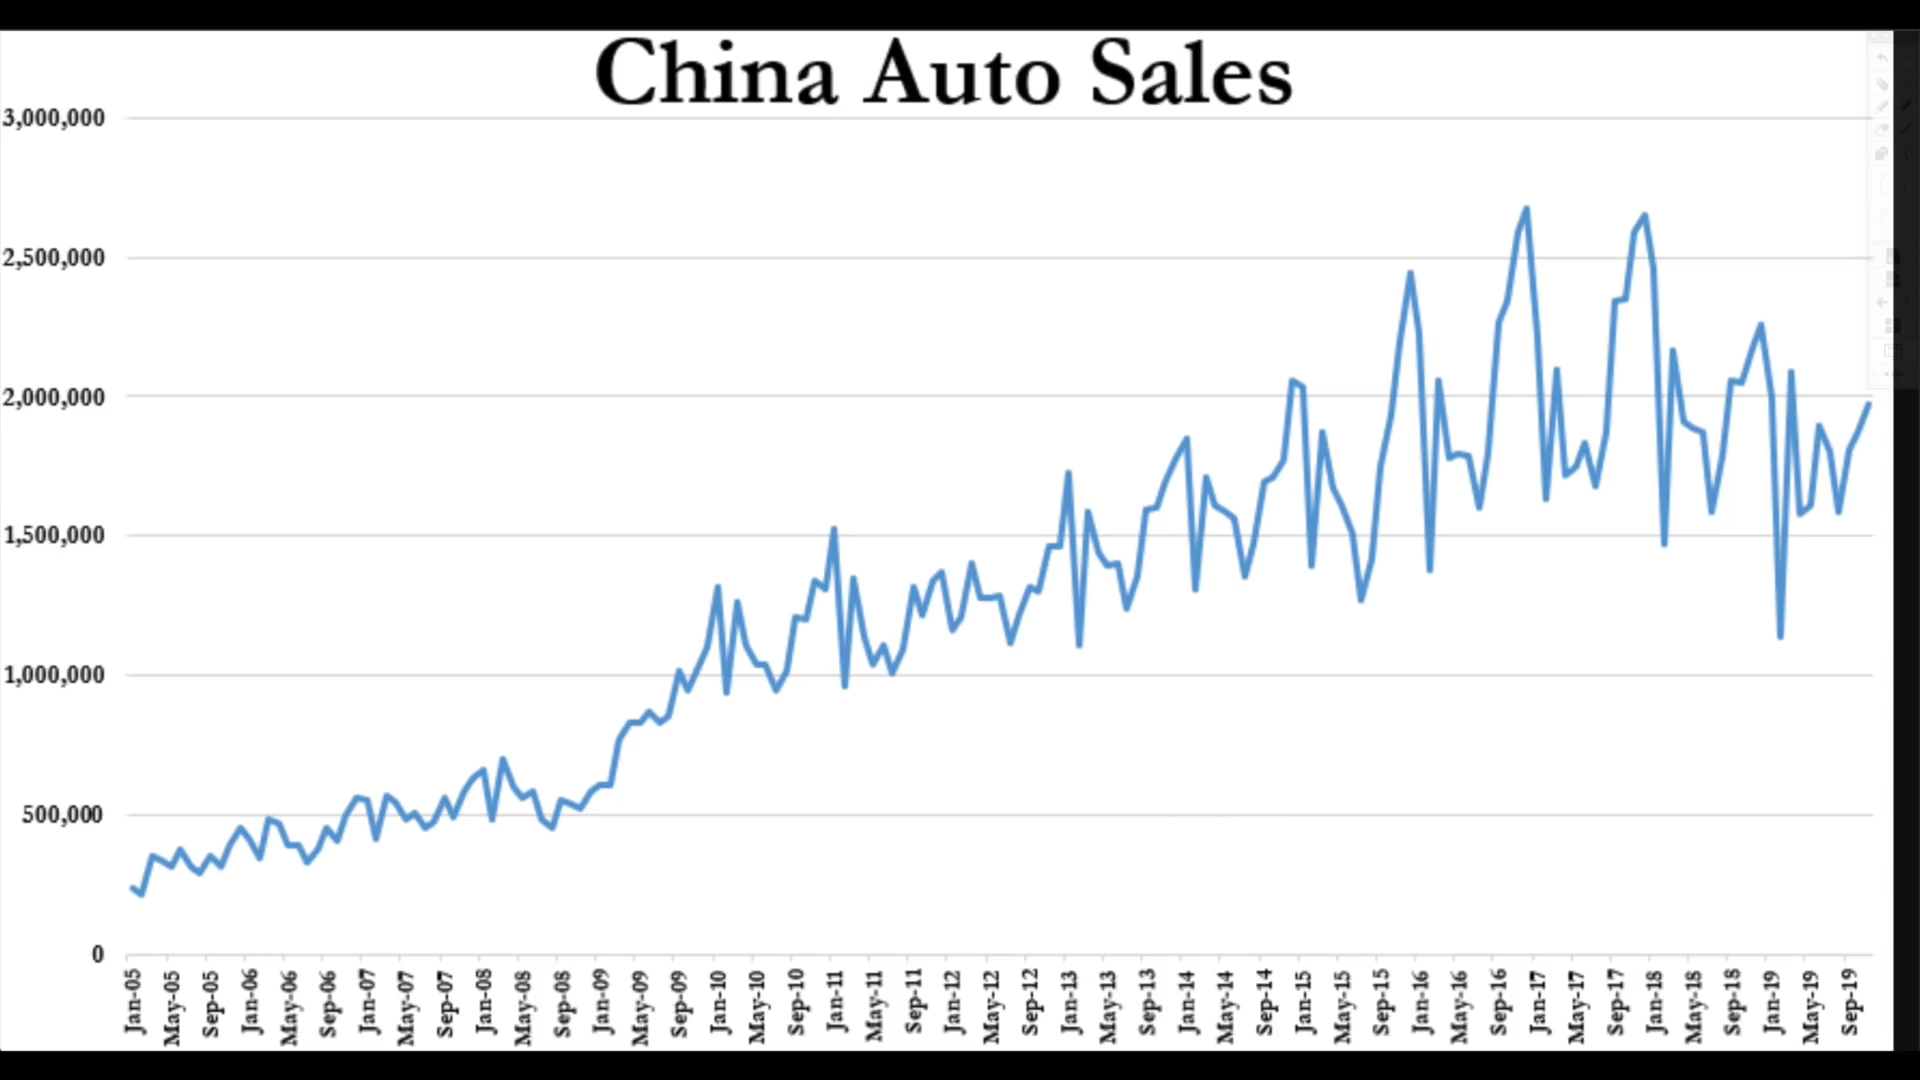 China Auto Sales
3,000,000
2,500,000
2,000,000
1,500,000
1,000,000
500,000
0
Jan-05
May-05
Sep-05
Jan-06
May-06
Sep-06
Jan-07
May-07
Sep-07
Jan-08
May-08
Sep-08
Jan-09
May-09
Sep-09
Jan-10
May-10
Sep-10
Jan-11
May-11
Sep-11
Jan-12
May-12
Sep-12
Jan-13
May-13
Sep-13
Jan-14
May-14
Sep-14
Jan-15
May-15
Sep-15
Jan-16
May-16
Sep-16
Jan-17
May-17
Sep-17
Jan-18
May-18
Sep-18
Jan-19
May-19
Sep-19